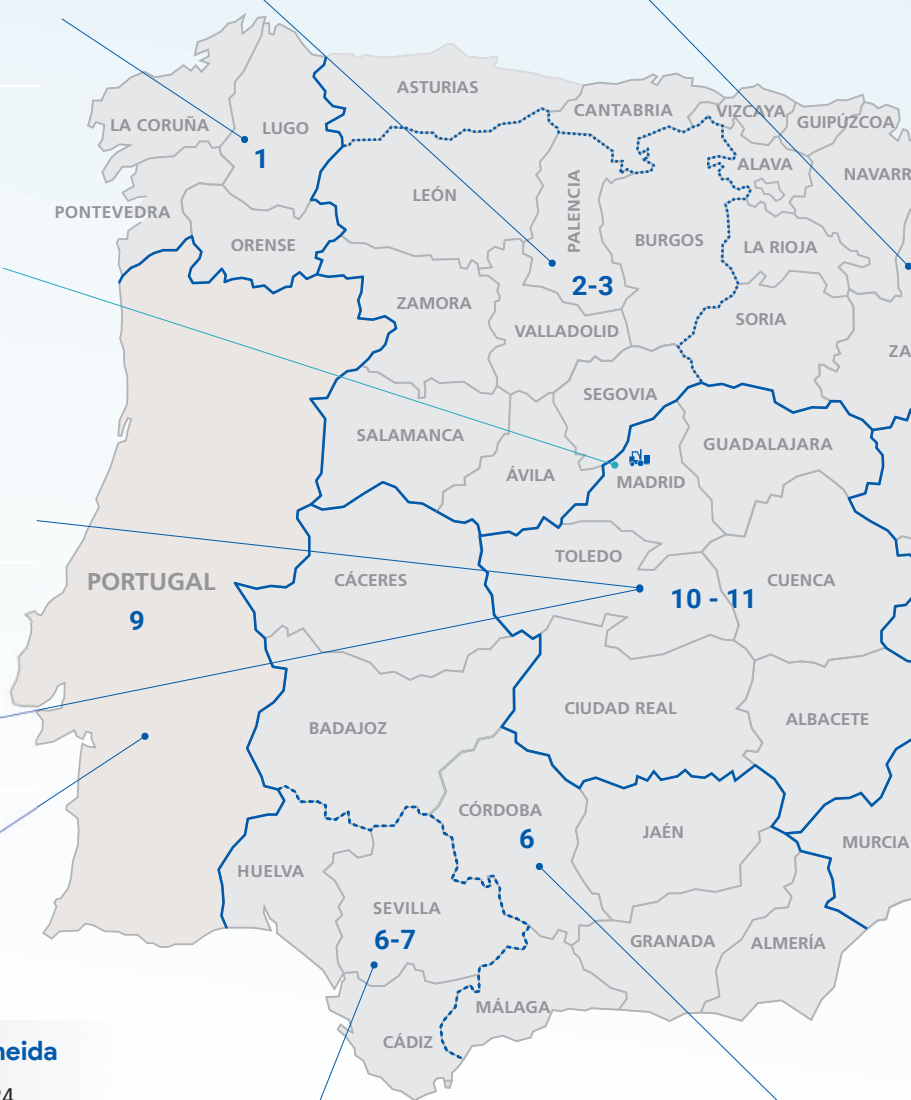 ASTURIAS
CANTABRIA
VIZCAYA
GUIPÚZCOA
LA CORUÑA
LUGO
1
ALAVA
NAVARR
LEÓN
PALENCIA
PONTEVEDRA
ORENSE
BURGOS
LA RIOJA
2-3
ZAMORA
VALLADOLID
SORIA
ZA
SEGOVIA
SALAMANCA
GUADALAJARA
ÁVILA
MADRID
TOLEDO
PORTUGAL
9
CÁCERES
10 - 11
CUENCA
BADAJOZ
CIUDAD REAL
ALBACETE
CÓRDOBA
6
JAÉN
MURCIA
HUELVA
SEVILLA
6-7
GRANADA
ALMERÍA
MÁLAGA
CÁDIZ
neida